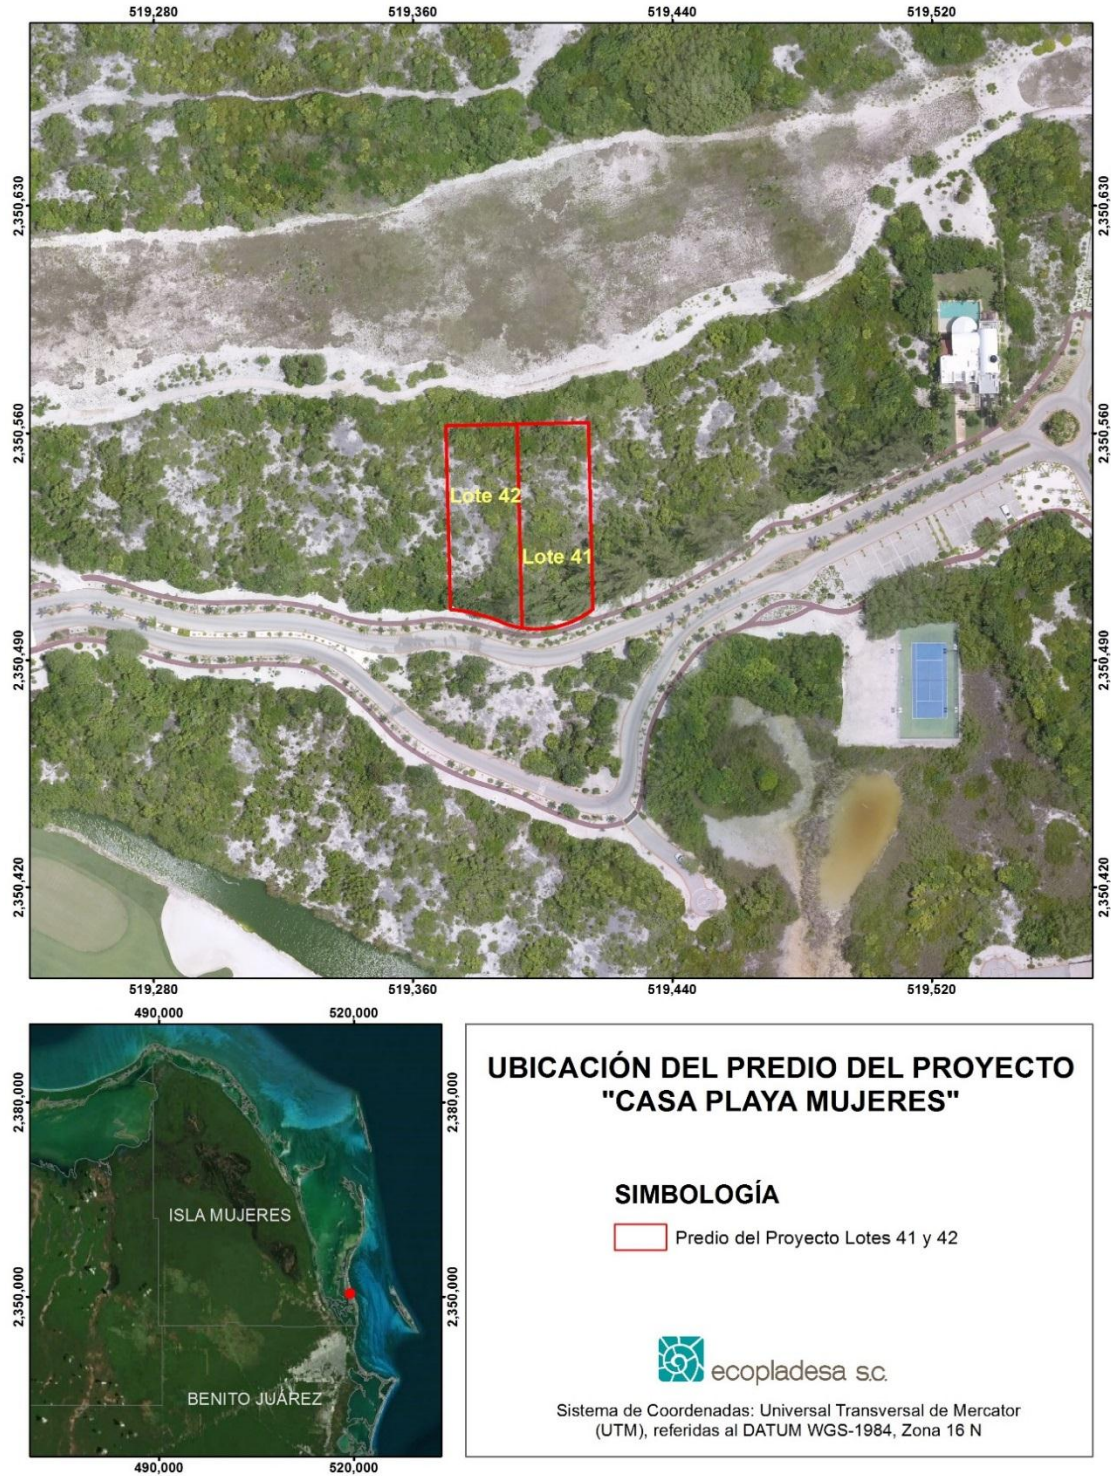 519,280 519,360 519,440 519,520
2,350,630 2,350,630
2,350,560 2,350,560
Lote 42
Lote 41
2,350,490 2,350,490
2,350,420 2,350,420
519,280 519,360 519,440 519,520
490,000 520,000
2,380,000 2,380,000
ISLA MUJERES
2,350,000 2,350,000
BENITO JUÁREZ
490,000 520,000
UBICACIÓN DEL PREDIO DEL PROYECTO
"CASA PLAYA MUJERES"
SIMBOLOGÍA
Predio del Proyecto Lotes 41 y 42
ecopladesa s.c.
Sistema de Coordenadas: Universal Transversal de Mercator
(UTM), referidas al DATUM WGS-1984, Zona 16 N